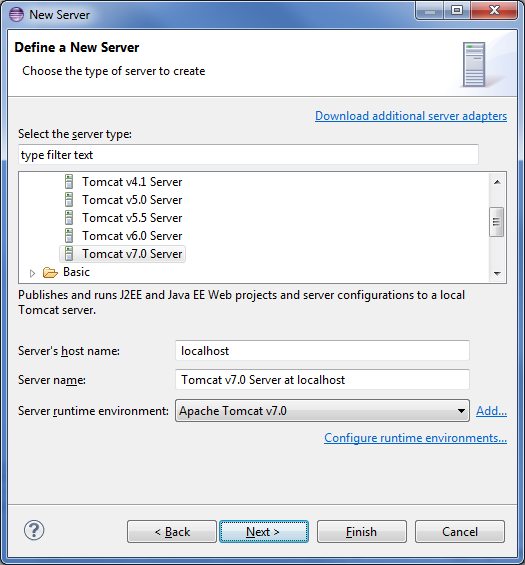 New Server
Define a New Server
Choose the type of server to create
Download additional server adapters
Select the server type:
type filter text
Tomcat v4.1 Server
Tomcat v5.0 Server
Tomcat v5.5 Server
Tomcat v6.0 Server
Tomcat v7.0 Server
Basic
Publishes and runs J2EE and Java EE Web projects and server configurations to a local
Tomcat server.
Server's host name: localhost
Server name: Tomcat v7.0 Server at localhost
Server runtime environment: Apache Tomcat v7.0 Add...
Configure runtime environments...
? < Back Next > Finish Cancel